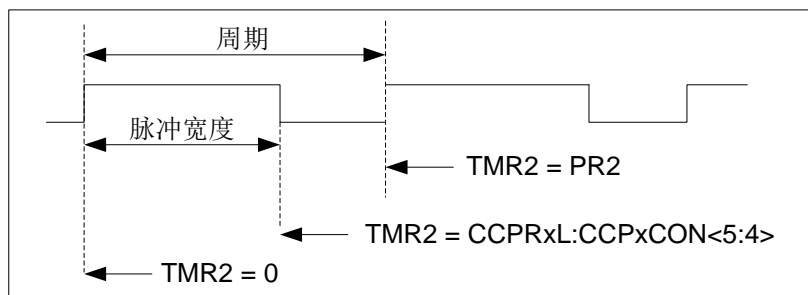 周期
脉冲宽度
TMR2 = PR2
TMR2 = CCPRxL:CCPxCON<5:4>
TMR2 = 0